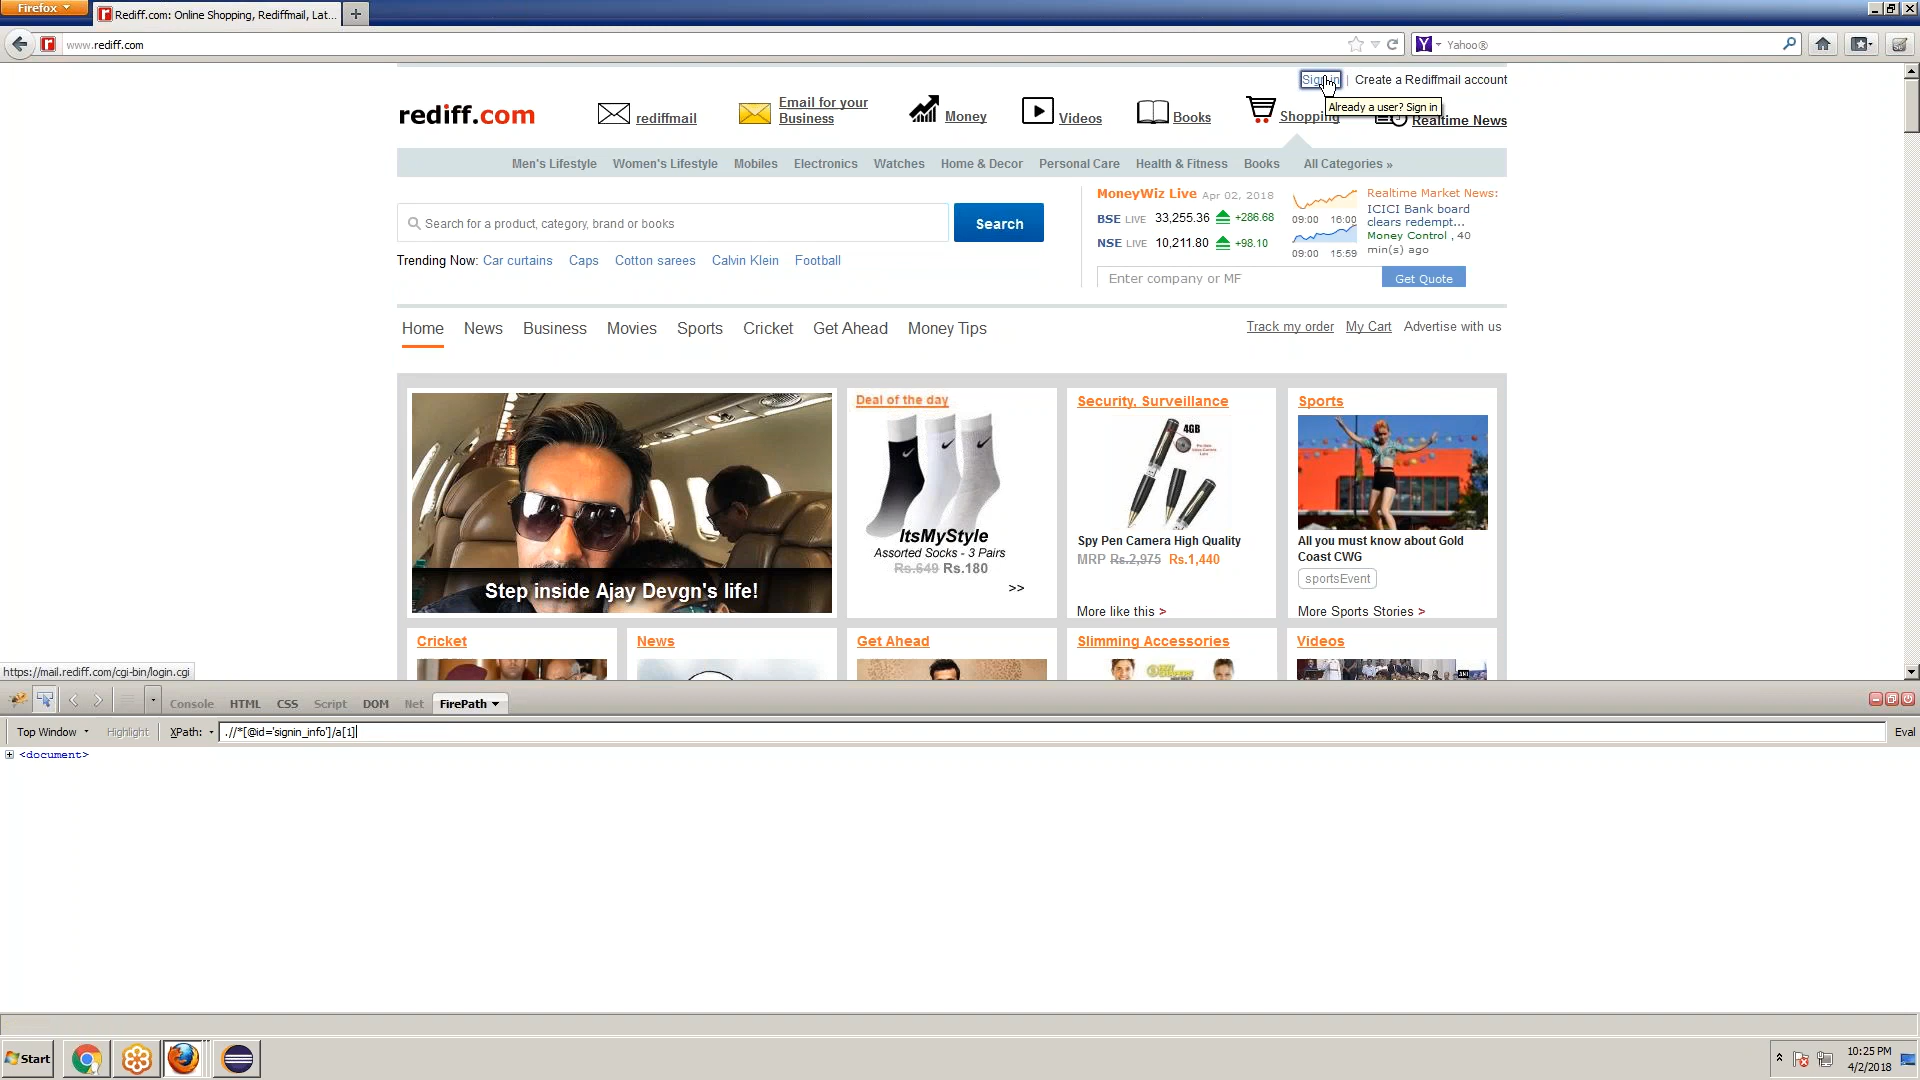 Firefox
Rediff.com: Online Shopping, Rediffmail, Lat...
www.rediff.com
Yahoo®
Sign in | Create a Rediffmail account
Already a user? Sign in
rediff.com
rediffmail
Email for your
Business
Money
Videos
Books
Shopping
Realtime News
Men's Lifestyle Women's Lifestyle Mobiles Electronics Watches Home & Decor Personal Care Health & Fitness Books All Categories »
Search for a product, category, brand or books
Search
Trending Now: Car curtains Caps Cotton sarees Calvin Klein Football
MoneyWiz Live Apr 02, 2018
BSE LIVE 33,255.36 +286.68
09:00 16:00
NSE LIVE 10,211.80 +98.10
09:00 15:59
Realtime Market News:
ICICI Bank board
clears redempt...
Money Control , 40
min(s) ago
Enter company or MF
Get Quote
Home News Business Movies Sports Cricket Get Ahead Money Tips
Track my order My Cart Advertise with us
Step inside Ajay Devgn's life!
Deal of the day
ItsMyStyle
Assorted Socks - 3 Pairs
Rs.649 Rs.180
>>
Security, Surveillance
4GB
Spy Pen Camera High Quality
MRP Rs.2,975 Rs.1,440
More like this >
Sports
All you must know about Gold
Coast CWG
sportsEvent
More Sports Stories >
Cricket
News
Get Ahead
Slimming Accessories
Videos
https://mail.rediff.com/cgi-bin/login.cgi
Console HTML CSS Script DOM Net FirePath
Top Window Highlight XPath: .//*[@id='signin_info']/a[1] Eval
<document>
Start
10:25 PM
4/2/2018